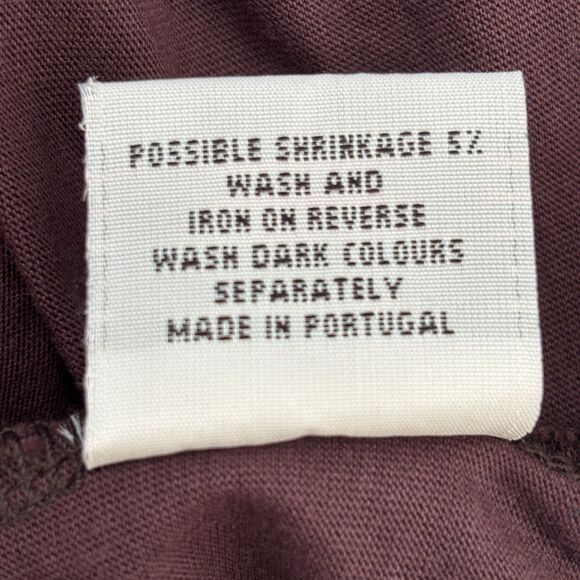 POSSIBLE SHRINKAGE 5%
WASH AND
IRON ON REVERSE
WASH DARK COLOURS
SEPARATELY
MADE IN PORTUGAL